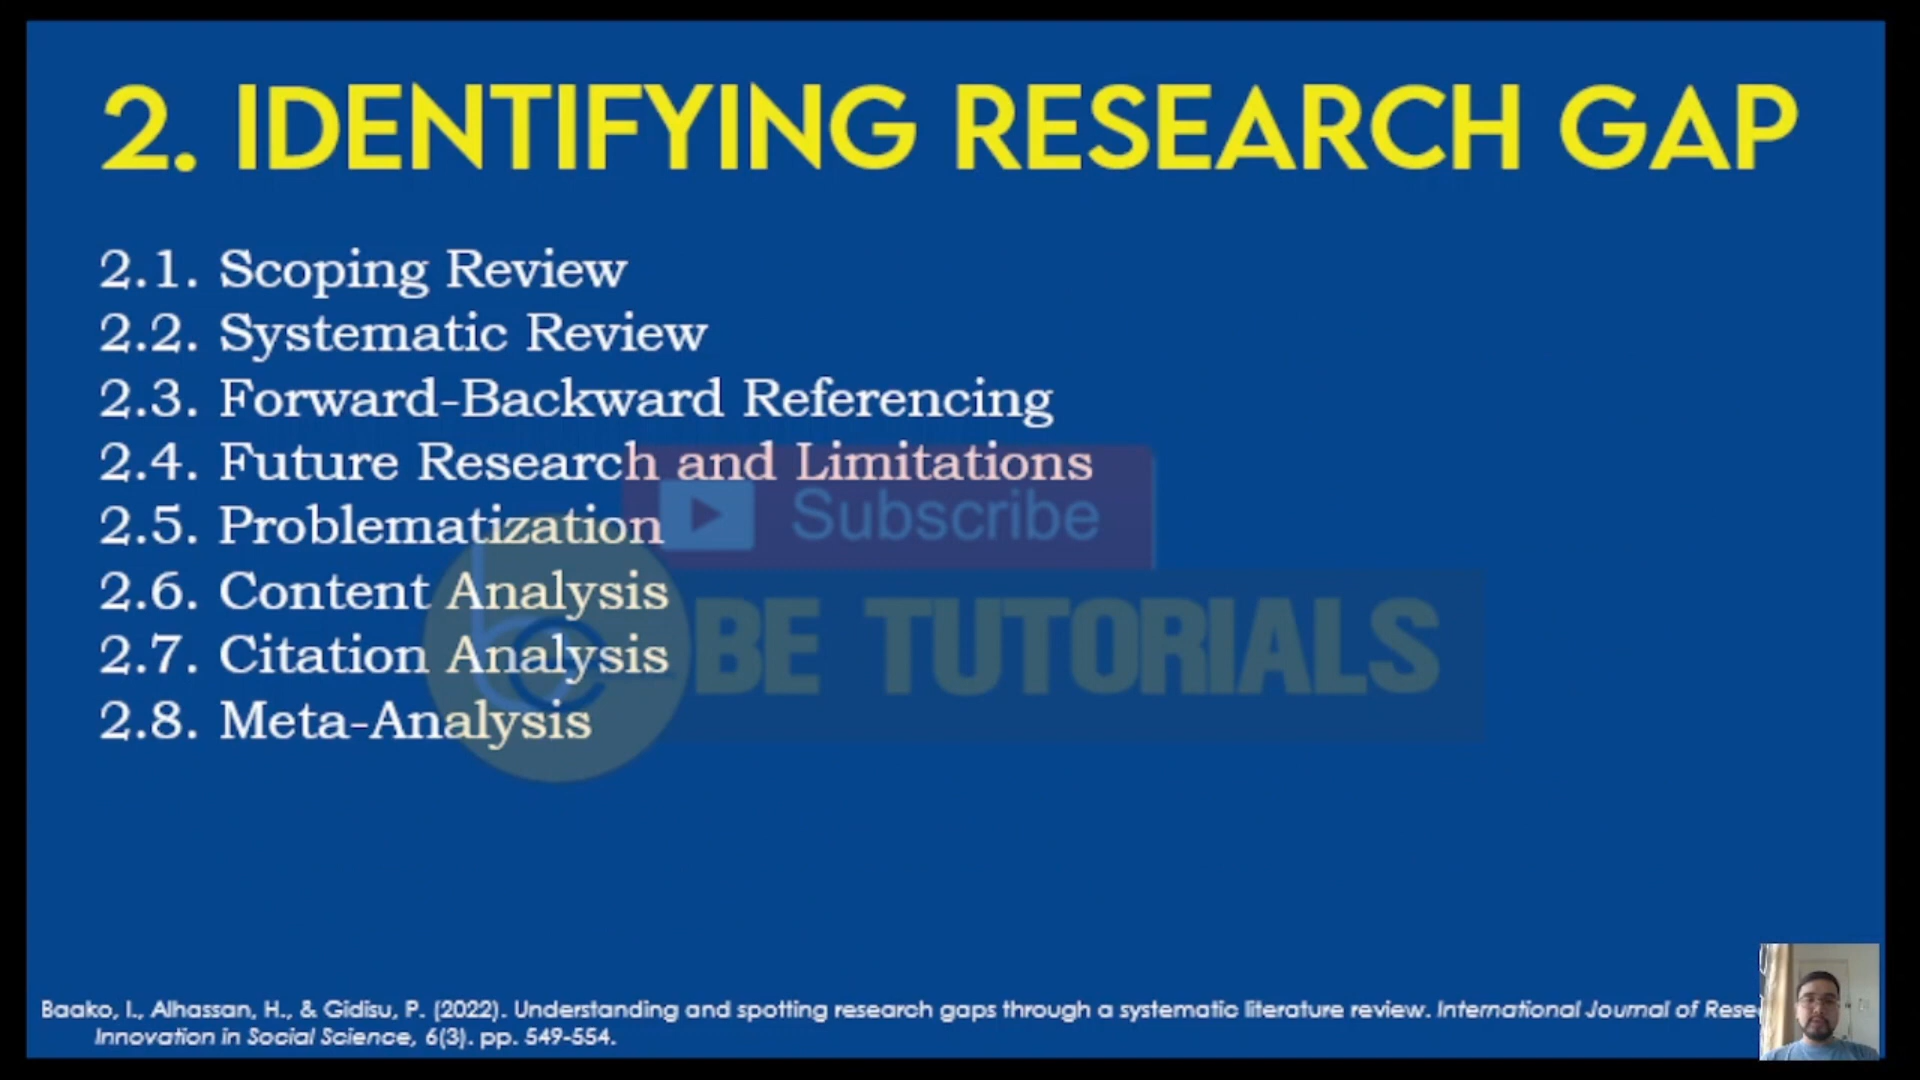 2. IDENTIFYING RESEARCH GAP
2.1. Scoping Review
2.2. Systematic Review
2.3. Forward-Backward Referencing
2.4. Future Research and Limitations
2.5. Problematization
2.6. Content Analysis
2.7. Citation Analysis
2.8. Meta-Analysis
Subscribe
BE TUTORIALS
Baako, I., Alhassan, H., & Gidisu, P. (2022). Understanding and spotting research gaps through a systematic literature review. International Journal of
Innovation in Social Science, 6(3). pp. 549-554.